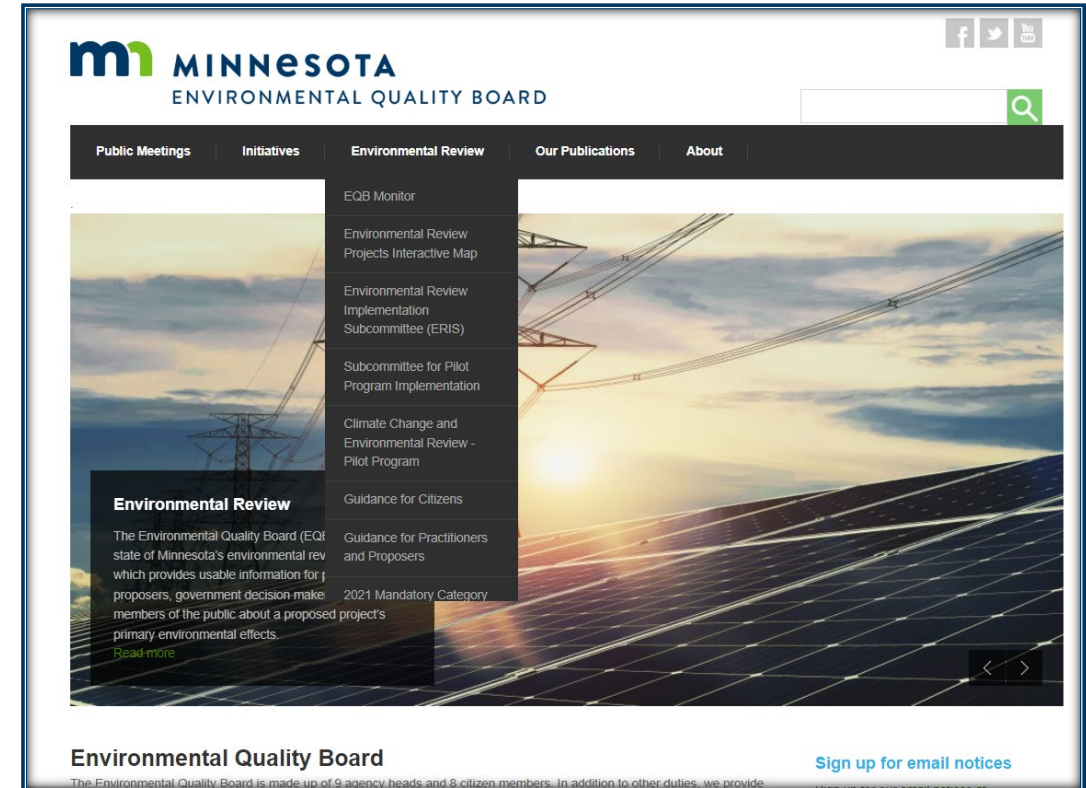 f You Tube
mn MINNESOTA
ENVIRONMENTAL QUALITY BOARD
Public Meetings Initiatives Environmental Review Our Publications About
EQB Monitor
Environmental Review
Projects Interactive Map
Environmental Review
Implementation
Subcommittee (ERIS)
Subcommittee for Pilot
Program Implementation
Climate Change and
Environmental Review -
Pilot Program
Guidance for Citizens
Guidance for Practitioners
and Proposers
2021 Mandatory Category
Environmental Review
The Environmental Quality Board (EQB
state of Minnesota's environmental rev
which provides usable information for p
proposers, government decision make
members of the public about a proposed project's
primary environmental effects.
Read more
Environmental Quality Board
The Environmental Quality Board is made up of 9 agency heads and 8 citizen members. In addition to other duties, we provide
Sign up for email notices